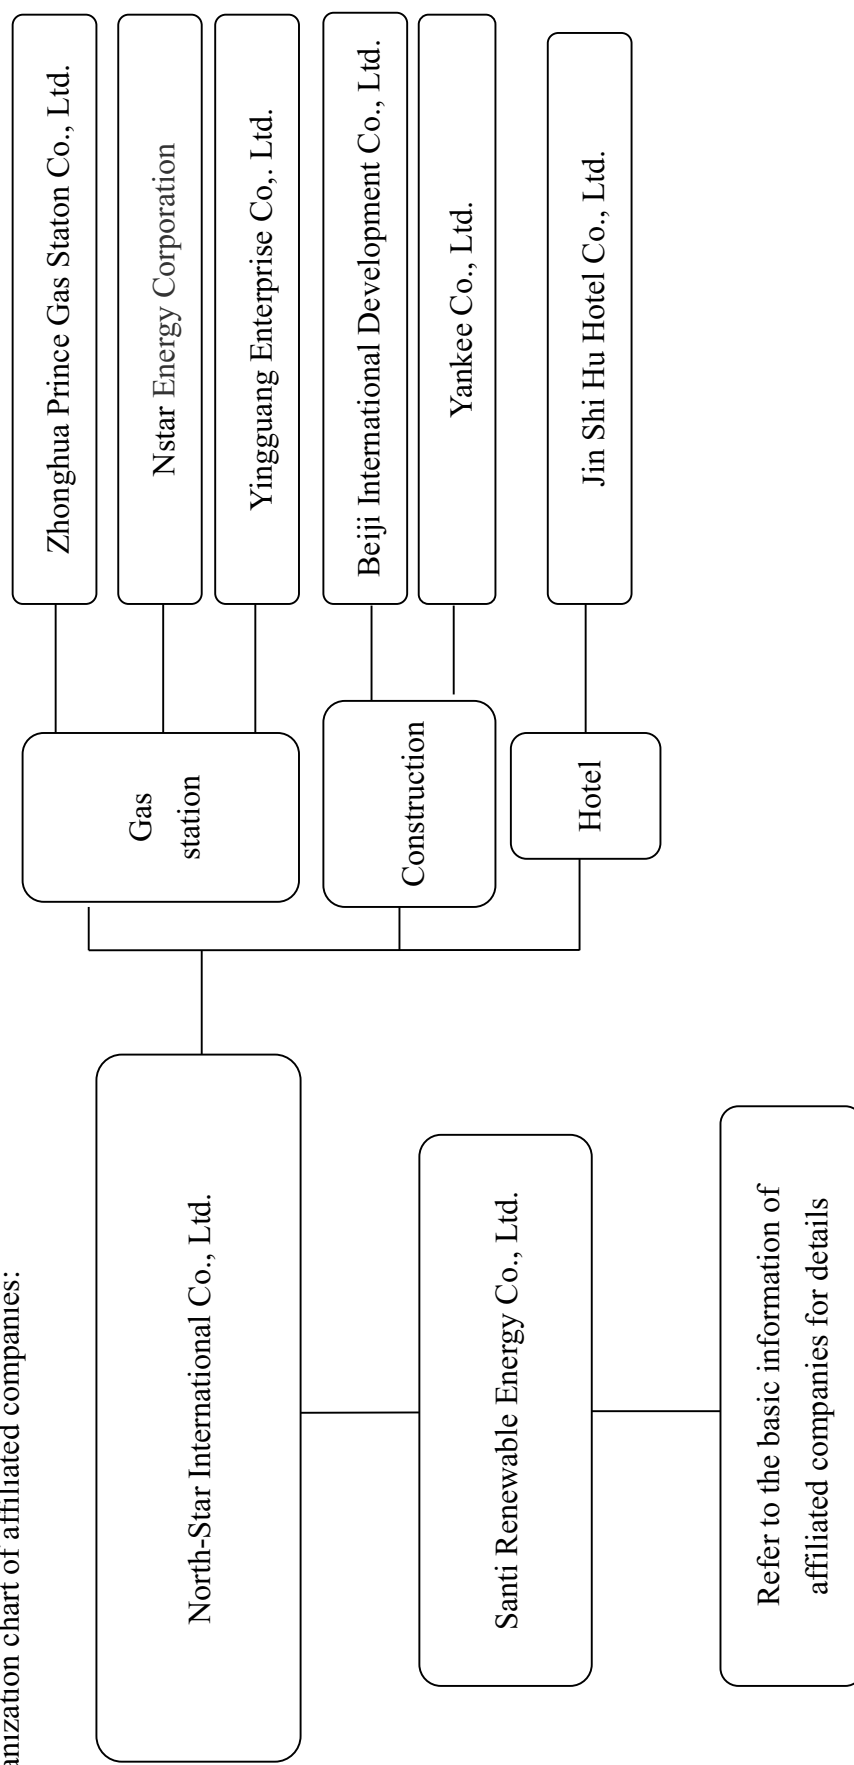 chart of affiliated companies:
North-Star International Co., Ltd.
Santi Renewable Energy Co., Ltd.
Refer to the basic information of
affiliated companies for details
Gas
station
Construction
Hotel
Zhonghua Prince Gas Staton Co., Ltd.
Nstar Energy Corporation
Yingguang Enterprise Co,. Ltd.
Beiji International Development Co., Ltd.
Yankee Co., Ltd.
Jin Shi Hu Hotel Co., Ltd.